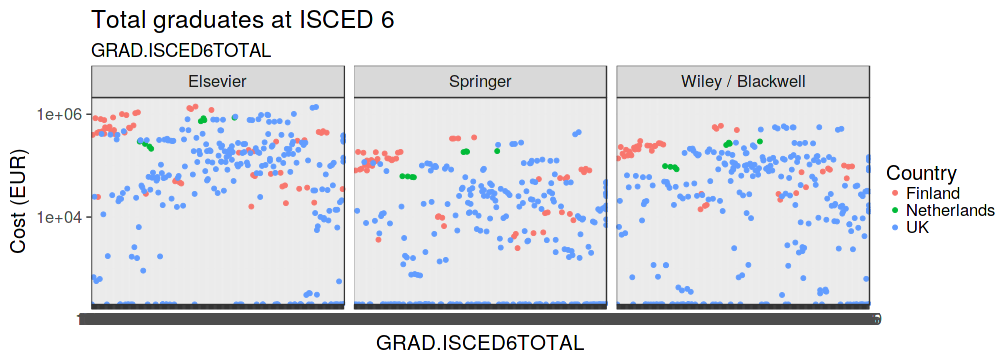 Total graduates at ISCED 6
GRAD.ISCED6TOTAL
Elsevier Springer Wiley / Blackwell
1e+06
1e+04
Cost (EUR)
GRAD.ISCED6TOTAL
Country
Finland
Netherlands
UK